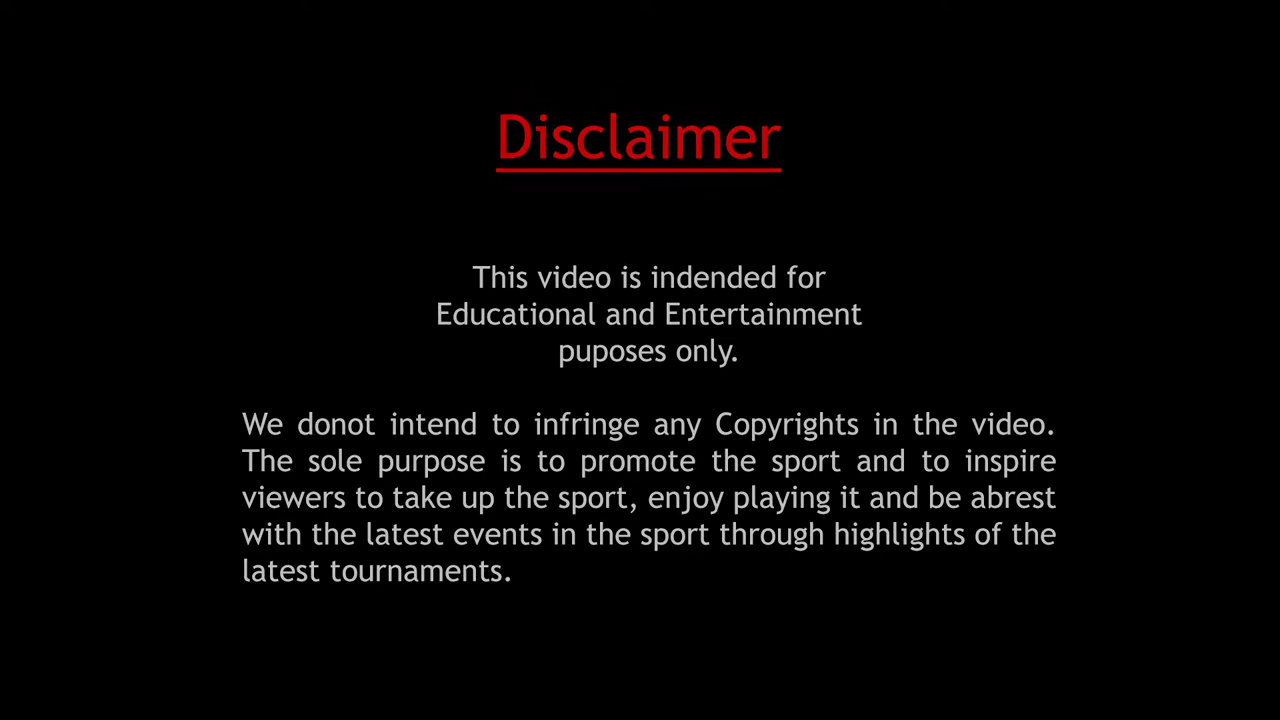 Disclaimer
This video is indended for
Educational and Entertainment
puposes only.
We donot intend to infringe any Copyrights in the video.
The sole purpose is to promote the sport and to inspire
viewers to take up the sport, enjoy playing it and be abrest
with the latest events in the sport through highlights of the
latest tournaments.